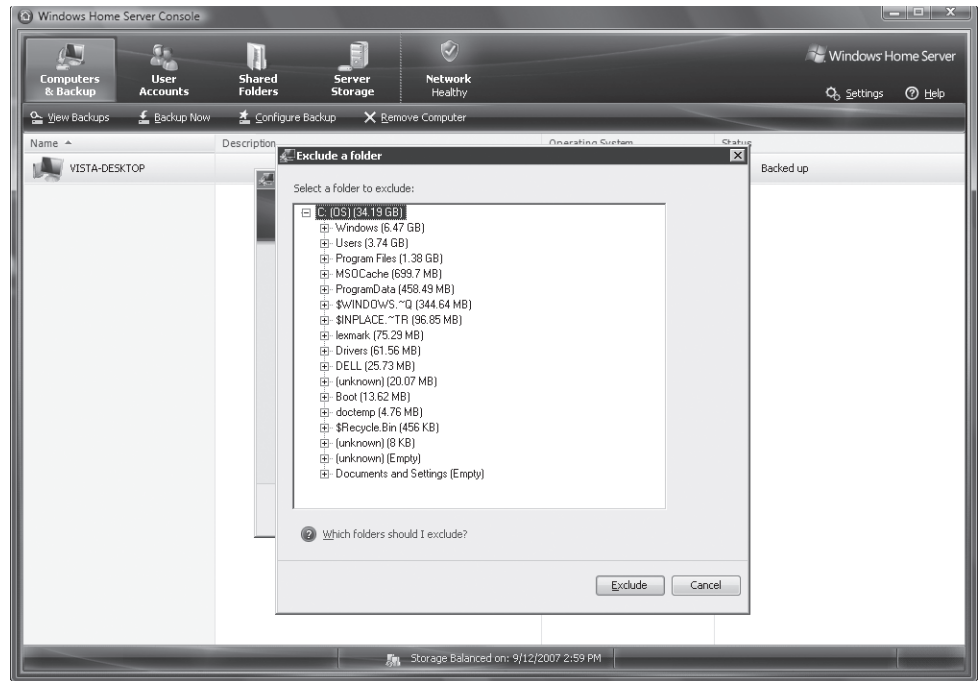 Windows Home Server Console
Computers & Backup
User Accounts
Shared Folders
Server Storage
Network Healthy
Windows Home Server
Settings
Help
View Backups
Backup Now
Configure Backup
Remove Computer
Name
Description
Operating System
Status
VISTA-DESKTOP
Backed up
Exclude a folder
Select a folder to exclude:
C: (OS) (34.19 GB)
Windows (6.47 GB)
Users (3.74 GB)
Program Files (1.38 GB)
MSOCache (699.7 MB)
ProgramData (458.49 MB)
$WINDOWS.~Q (344.64 MB)
$INPLACE.~TR (96.85 MB)
lexmark (75.29 MB)
Drivers (61.56 MB)
DELL (25.73 MB)
(unknown) (20.07 MB)
Boot (13.62 MB)
doctemp (4.76 MB)
$Recycle.Bin (456 KB)
(unknown) (8 KB)
(unknown) (Empty)
Documents and Settings (Empty)
Which folders should I exclude?
Exclude
Cancel
Storage Balanced on: 9/12/2007 2:59 PM